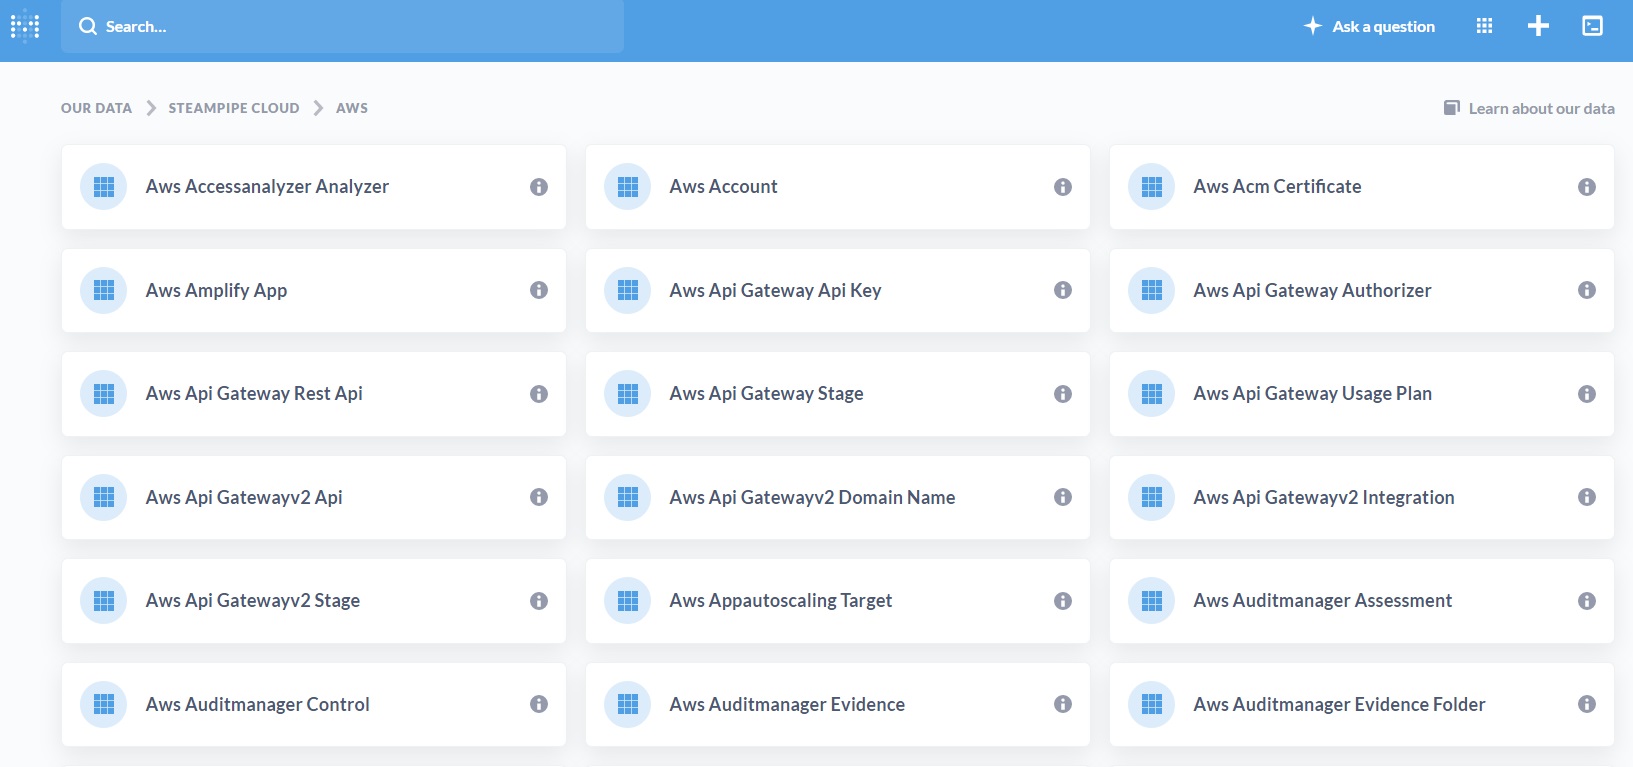 Search...
Ask a question
OUR DATA
STEAMPIPE CLOUD
AWS
Learn about our data
Aws Accessanalyzer Analyzer
Aws Account
Aws Acm Certificate
Aws Amplify App
Aws Api Gateway Api Key
Aws Api Gateway Authorizer
Aws Api Gateway Rest Api
Aws Api Gateway Stage
Aws Api Gateway Usage Plan
Aws Api Gatewayv2 Api
Aws Api Gatewayv2 Domain Name
Aws Api Gatewayv2 Integration
Aws Api Gatewayv2 Stage
Aws Appautoscaling Target
Aws Auditmanager Assessment
Aws Auditmanager Control
Aws Auditmanager Evidence
Aws Auditmanager Evidence Folder